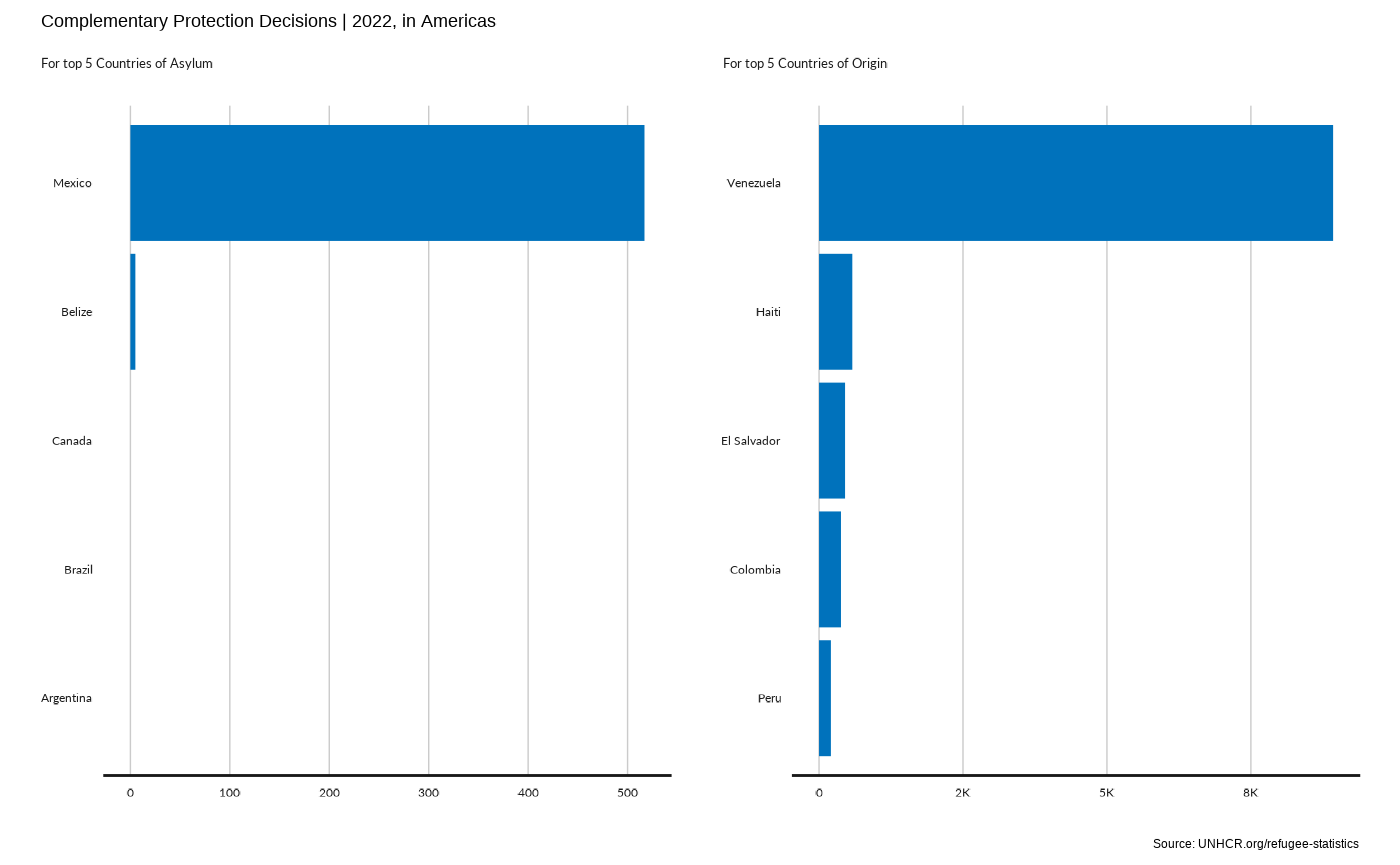 Complementary Protection Decisions | 2022, in Americas
For top 5 Countries of Asylum
Mexico
Belize
Canada
Brazil
Argentina
0 100 200 300 400 500
For top 5 Countries of Origin
Venezuela
Haiti
El Salvador
Colombia
Peru
0 2K 5K 8K
Source: UNHCR.org/refugee-statistics